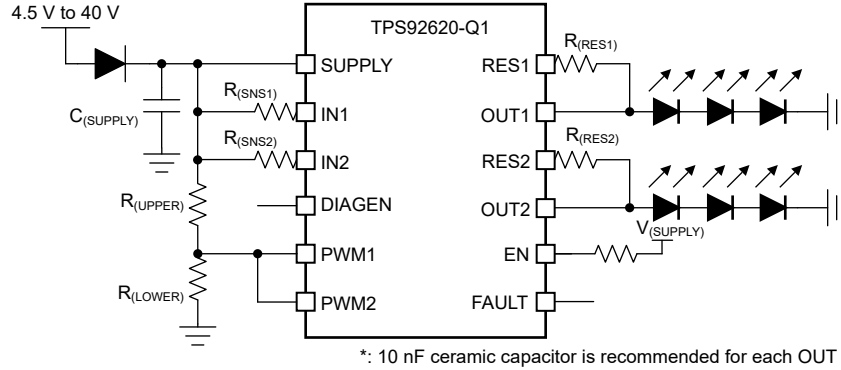 4.5 V to 40 V
TPS92620-Q1
R(RES1)
SUPPLY
RES1
R(SNS1)
C(SUPPLY)
IN1
OUT1
R(SNS2)
R(RES2)
IN2
RES2
R(UPPER)
DIAGEN
OUT2
V(SUPPLY)
PWM1
EN
R(LOWER)
PWM2
FAULT
*: 10 nF ceramic capacitor is recommended for each OUT